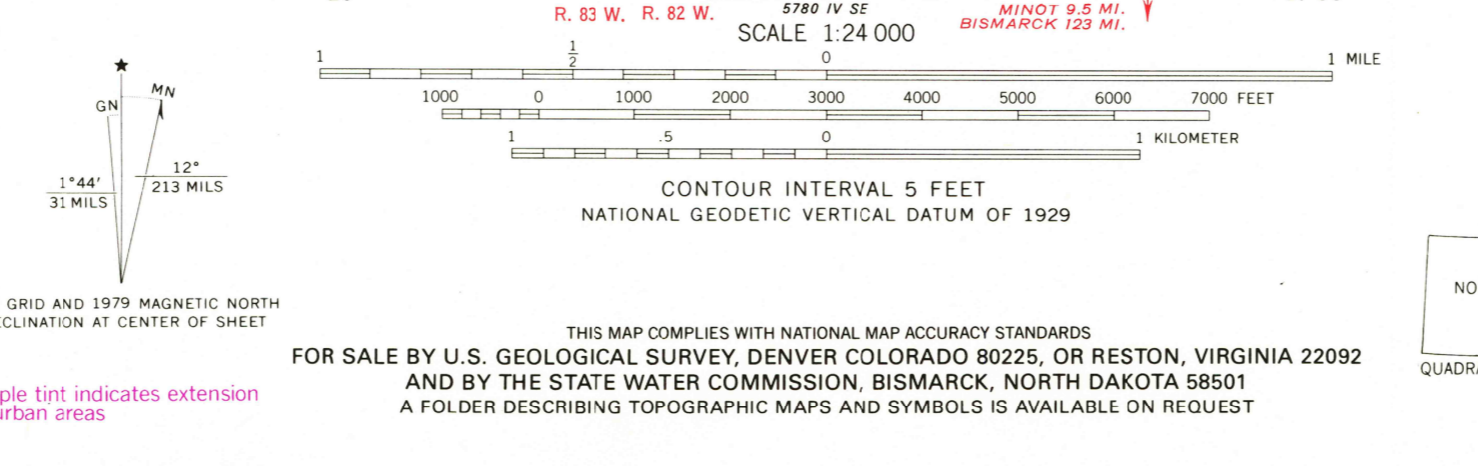 R. 83 W. R. 82 W.
5780 IV SE
MINOT 9.5 MI.
BISMARCK 123 MI.
SCALE 1:24 000
1 1/2 0 1 MILE
1000 0 1000 2000 3000 4000 5000 6000 7000 FEET
1 .5 0 1 KILOMETER
CONTOUR INTERVAL 5 FEET
NATIONAL GEODETIC VERTICAL DATUM OF 1929
★
GN MN
1°44'
31 MILS
12°
213 MILS
GRID AND 1979 MAGNETIC NORTH
ECLINATION AT CENTER OF SHEET
THIS MAP COMPLIES WITH NATIONAL MAP ACCURACY STANDARDS
FOR SALE BY U.S. GEOLOGICAL SURVEY, DENVER COLORADO 80225, OR RESTON, VIRGINIA 22092
AND BY THE STATE WATER COMMISSION, BISMARCK, NORTH DAKOTA 58501
A FOLDER DESCRIBING TOPOGRAPHIC MAPS AND SYMBOLS IS AVAILABLE ON REQUEST
ple tint indicates extension
urban areas
NO
QUADRA